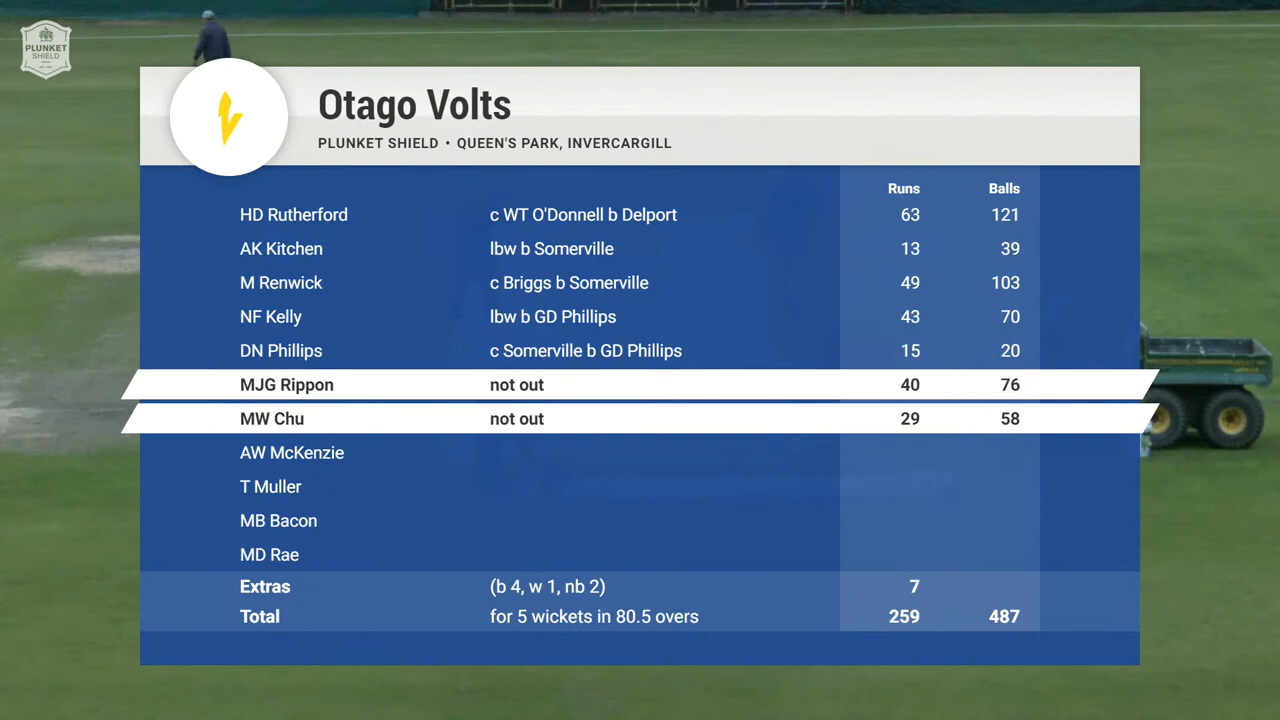 PLUNKET
SHIELD
Otago Volts
PLUNKET SHIELD • QUEEN'S PARK, INVERCARGILL
Runs Balls
HD Rutherford c WT O'Donnell b Delport 63 121
AK Kitchen lbw b Somerville 13 39
M Renwick c Briggs b Somerville 49 103
NF Kelly lbw b GD Phillips 43 70
DN Phillips c Somerville b GD Phillips 15 20
MJG Rippon not out 40 76
MW Chu not out 29 58
AW McKenzie
T Muller
MB Bacon
MD Rae
Extras (b 4, w 1, nb 2) 7
Total for 5 wickets in 80.5 overs 259 487